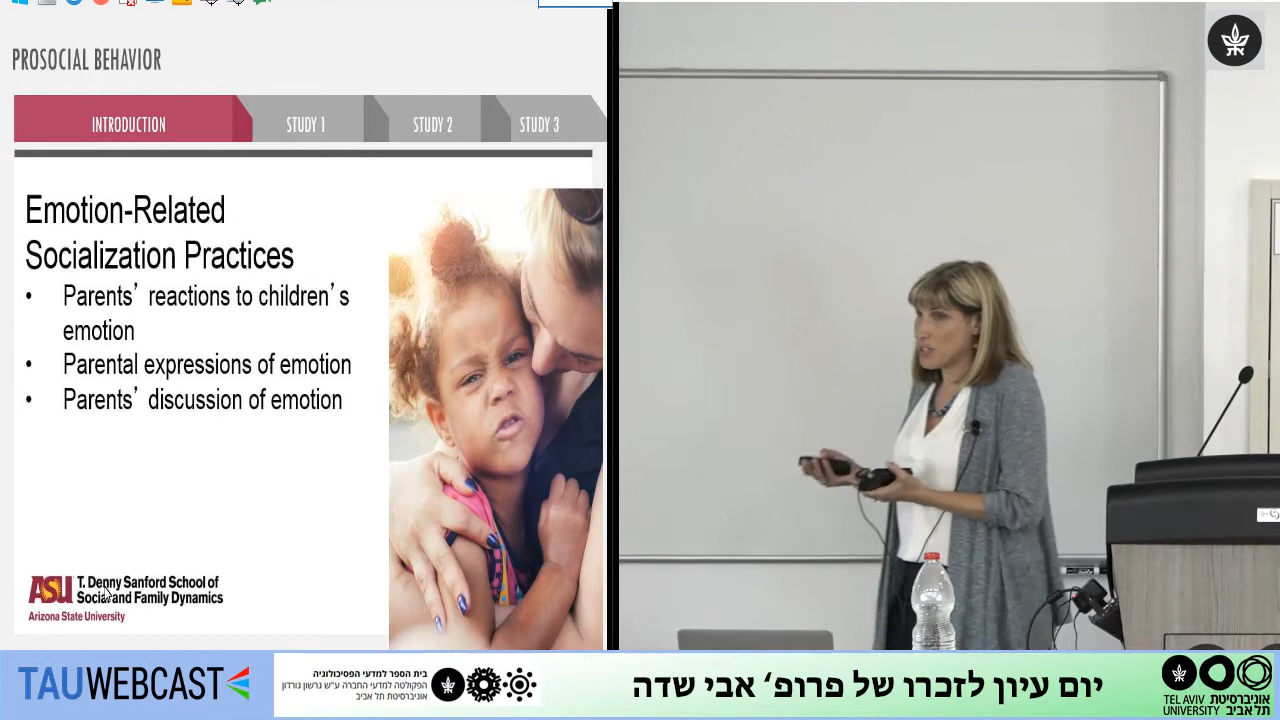 PROSOCIAL BEHAVIOR
INTRODUCTION
STUDY 1
STUDY 2
STUDY 3
Emotion-Related
Socialization Practices
• Parents’ reactions to children’s
emotion
• Parental expressions of emotion
• Parents’ discussion of emotion
ASU T. Denny Sanford School of
Social and Family Dynamics
Arizona State University
TAUWEBCAST
בית הספר למדעי הפסיכולוגיה
הפקולטה למדעי החברה ע"ש גרשון גורדון
אוניברסיטת תל אביב
יום עיון לזכרו של פרופ‘ אבי שדה
TEL AVIV UNIVERSITY
אוניברסיטת תל אביב